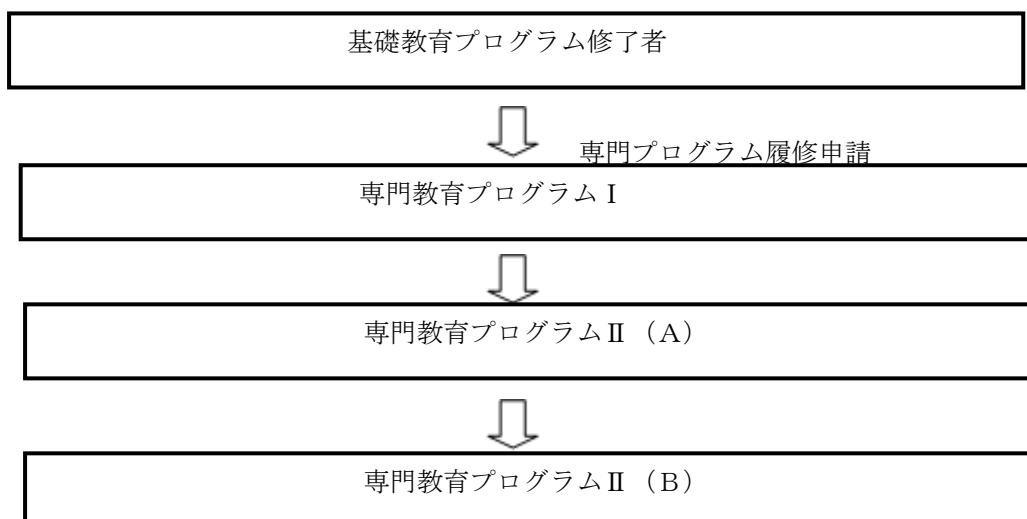 基礎教育プログラム修了者
専門プログラム履修申請
専門教育プログラムⅠ
専門教育プログラムⅡ（A）
専門教育プログラムⅡ（B）